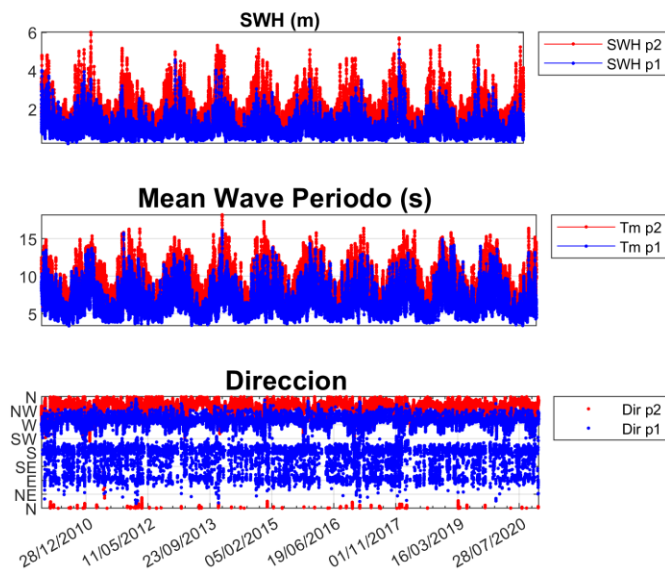 SWH (m)
6
4
2
SWH p2
SWH p1
Mean Wave Periodo (s)
15
10
5
Tm p2
Tm p1
Direccion
N
NW
W
SW
S
SE
E
NE
N
Dir p2
Dir p1
28/12/2010
11/05/2012
23/09/2013
05/02/2015
19/06/2016
01/11/2017
16/03/2019
28/07/2020